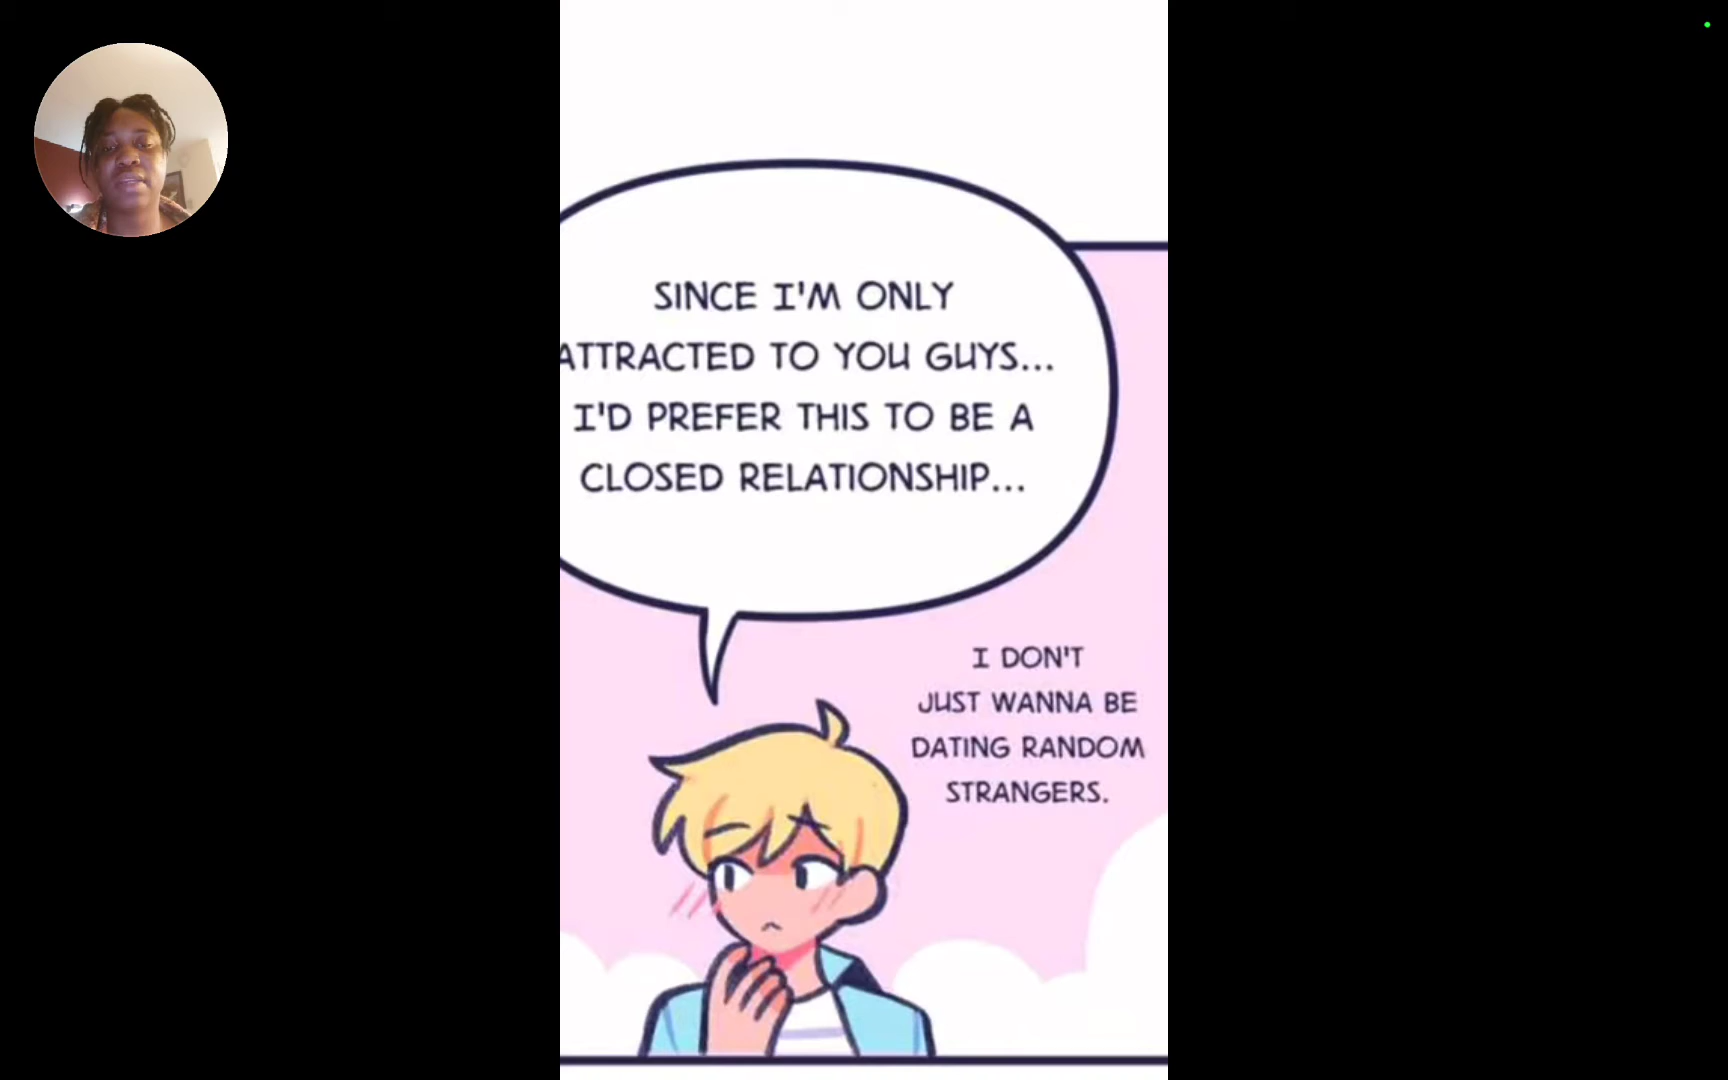 SINCE I'M ONLY
ATTRACTED TO YOU GUYS...
I'D PREFER THIS TO BE A
CLOSED RELATIONSHIP...
I DON'T
JUST WANNA BE
DATING RANDOM
STRANGERS.